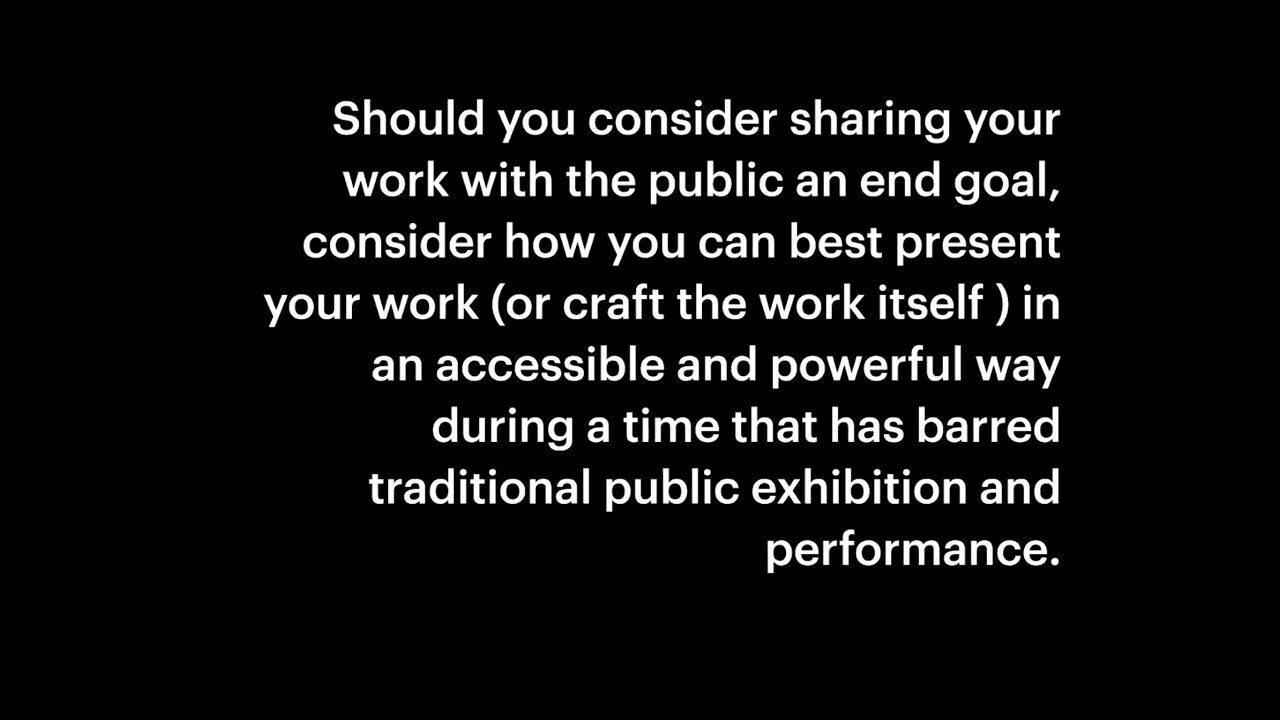 Should you consider sharing your
work with the public an end goal,
consider how you can best present
your work (or craft the work itself ) in
an accessible and powerful way
during a time that has barred
traditional public exhibition and
performance.